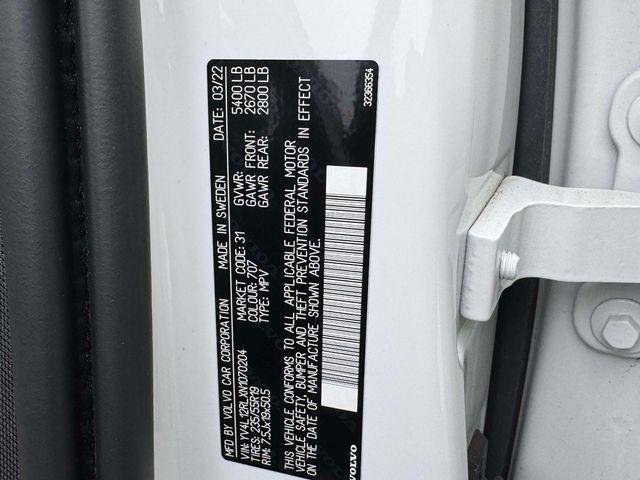 MFD. BY VOLVO CAR CORPORATION MADE IN SWEDEN DATE: 03/22
VIN: YV4L12RLXN1070204 MARKET CODE: 31 GVWR: 5400 LB
TIRES: 235/55R19 COLOUR: 707 GAWR FRONT: 2670 LB
RIM: 7.5Jx19x50.5 TYPE: MPV GAWR REAR: 2800 LB
THIS VEHICLE CONFORMS TO ALL APPLICABLE FEDERAL MOTOR
VEHICLE SAFETY, BUMPER AND THEFT PREVENTION STANDARDS IN EFFECT
ON THE DATE OF MANUFACTURE SHOWN ABOVE.
VOLVO 32366354